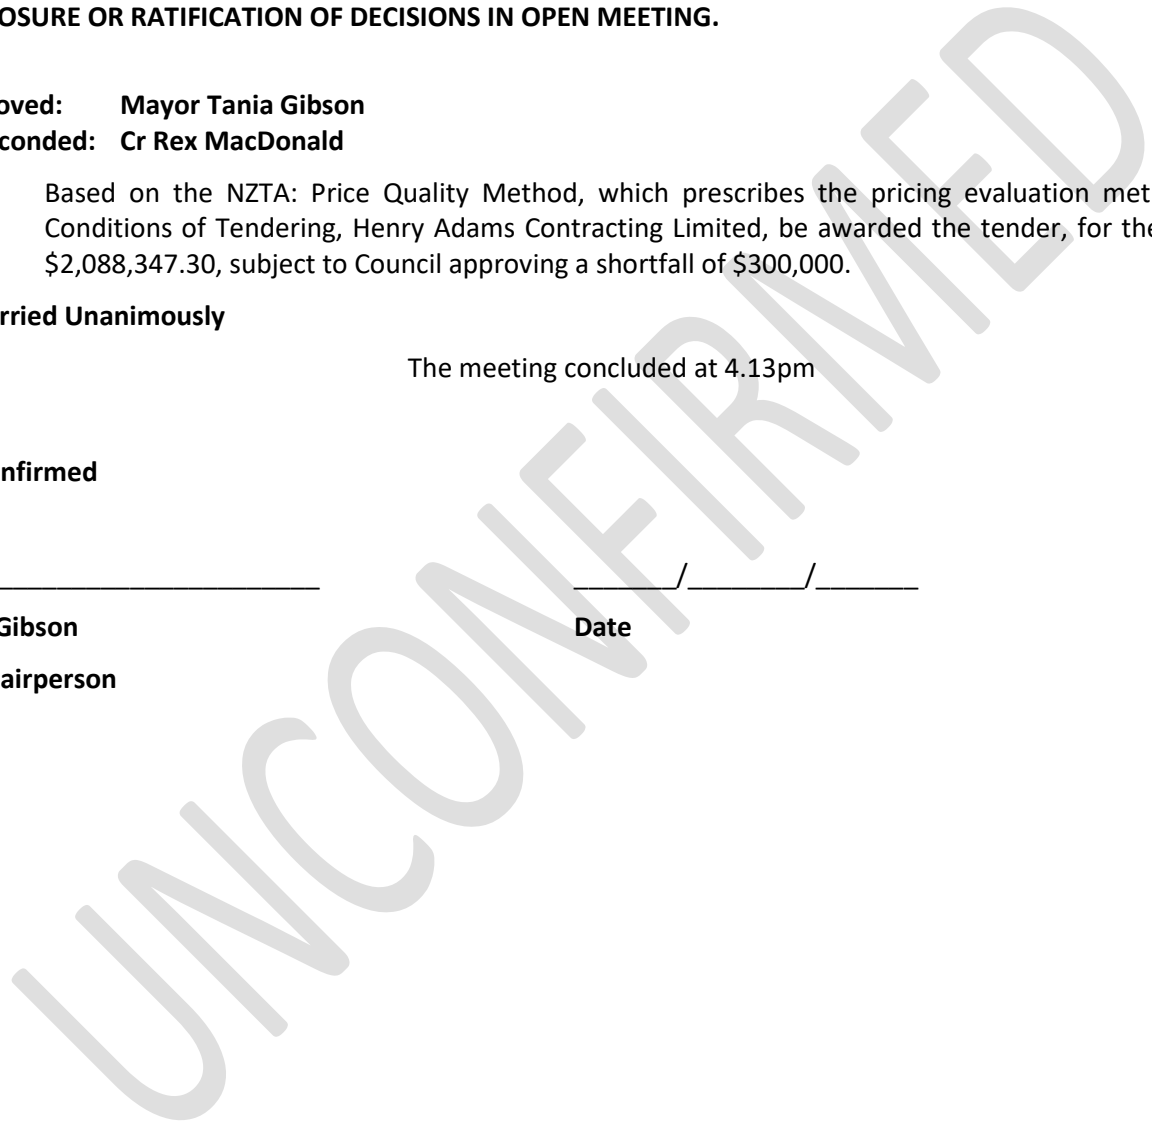 OSURE OR RATIFICATION OF DECISIONS IN OPEN MEETING.
oved: Mayor Tania Gibson
conded: Cr Rex MacDonald
Based on the NZTA: Price Quality Method, which prescribes the pricing evaluation met
Conditions of Tendering, Henry Adams Contracting Limited, be awarded the tender, for the
$2,088,347.30, subject to Council approving a shortfall of $300,000.
rried Unanimously
The meeting concluded at 4.13pm
nfirmed
______________________ _______/________/_______
Gibson Date
airperson
UNCONFIRMED